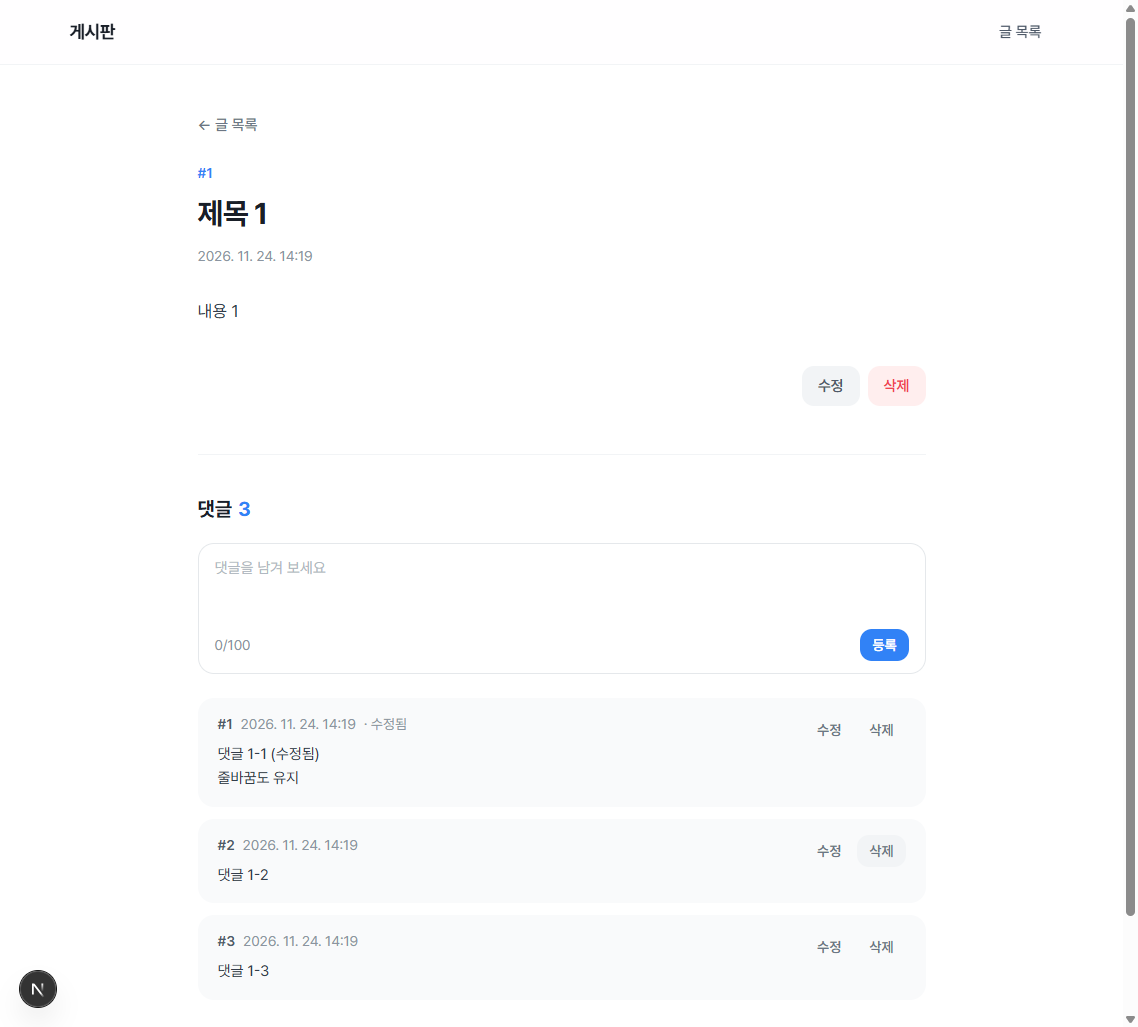 게시판 글 목록
← 글 목록
#1
제목 1
2026. 11. 24. 14:19
내용 1
수정 삭제
댓글 3
댓글을 남겨 보세요
0/100 등록
#1 2026. 11. 24. 14:19 · 수정됨 수정 삭제
댓글 1-1 (수정됨)
줄바꿈도 유지
#2 2026. 11. 24. 14:19 수정 삭제
댓글 1-2
#3 2026. 11. 24. 14:19 수정 삭제
댓글 1-3
N